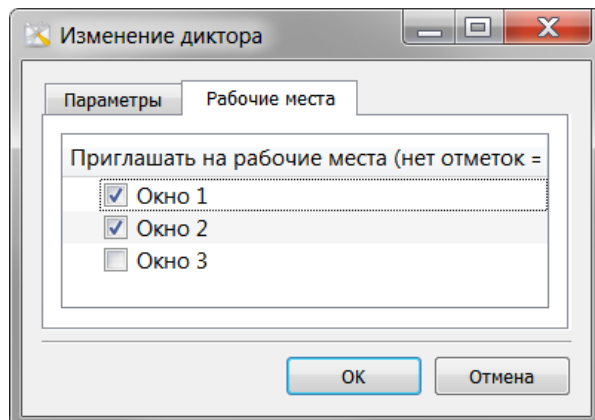 Изменение диктора
Параметры Рабочие места
Приглашать на рабочие места (нет отметок =
Окно 1
Окно 2
Окно 3
ОК Отмена